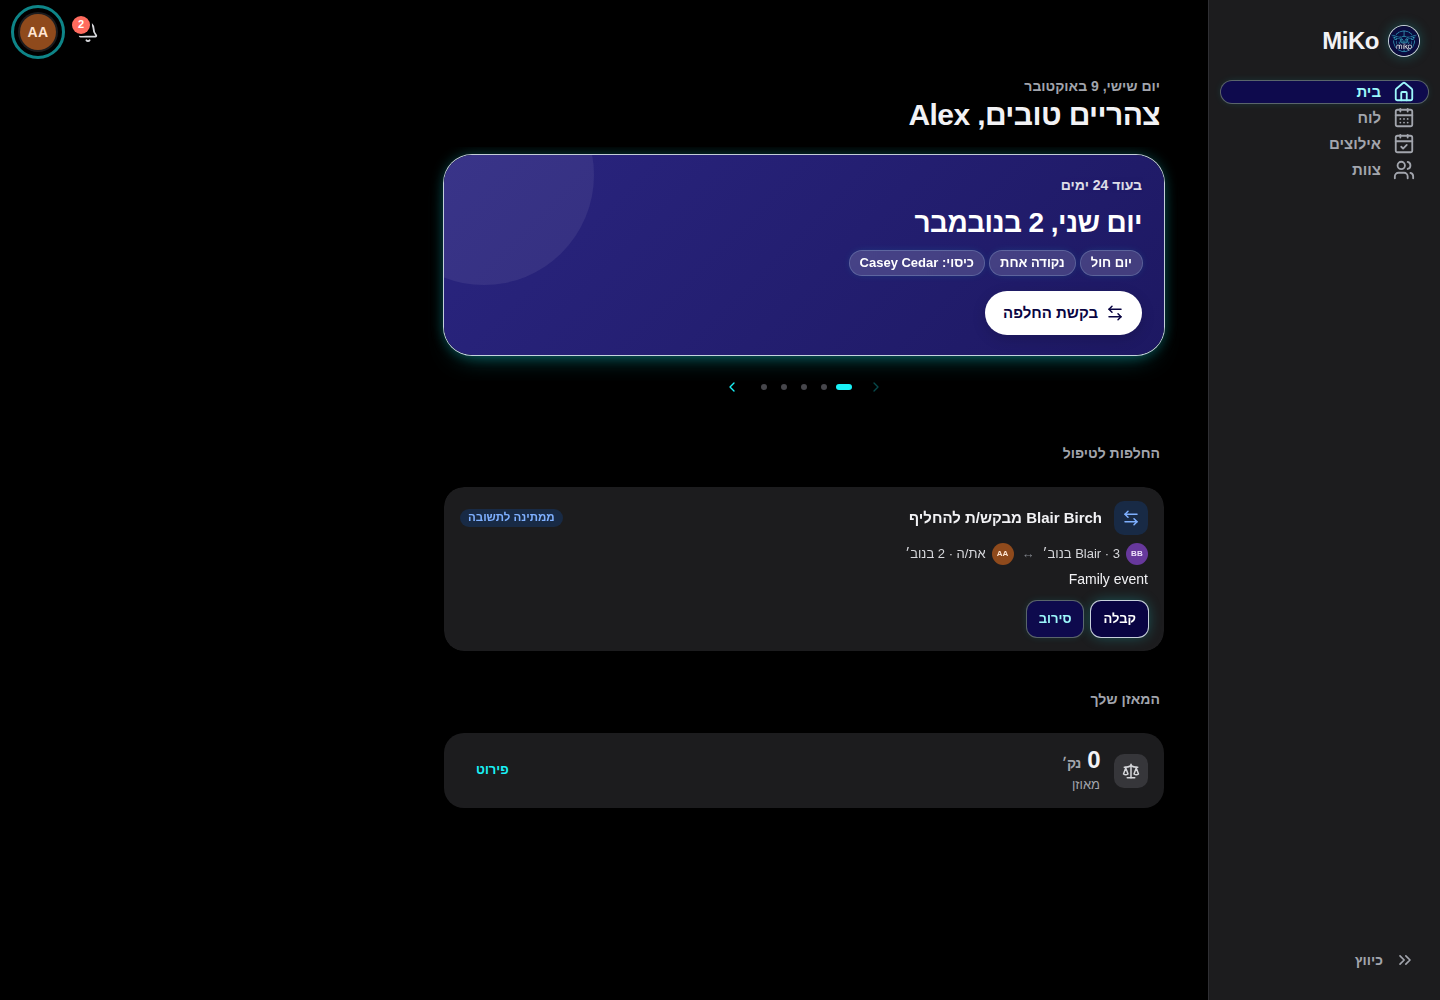 MiKo
miko
בית
לוח
אילוצים
צוות
כיווץ
2
AA
יום שישי, 9 באוקטובר
צהריים טובים, Alex
בעוד 24 ימים
יום שני, 2 בנובמבר
יום חול
נקודה אחת
כיסוי: Casey Cedar
בקשת החלפה
החלפות לטיפול
Blair Birch מבקש/ת להחליף
ממתינה לתשובה
BB
Blair · 3 בנוב׳
↔
AA
את/ה · 2 בנוב׳
Family event
קבלה
סירוב
המאזן שלך
0 נק׳
מאוזן
פירוט